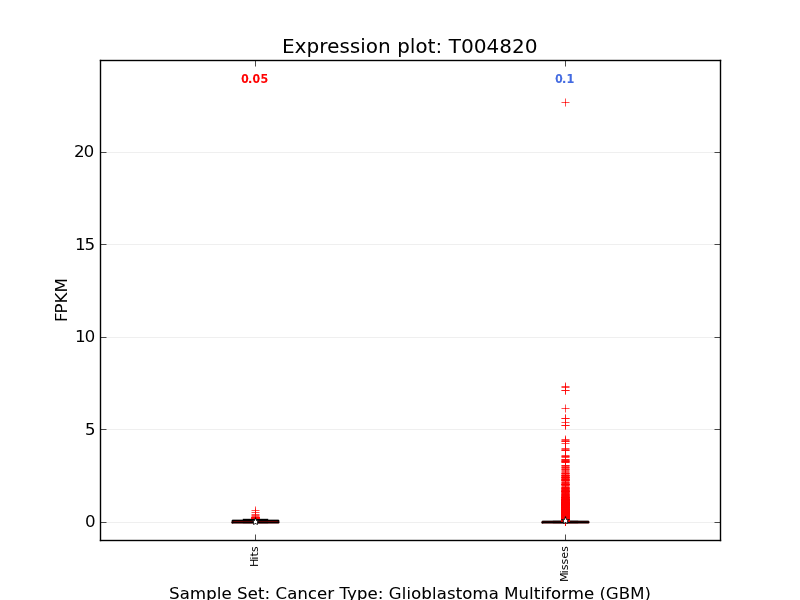 Expression plot: T004820
0.05
0.1
20
15
10
5
0
FPKM
Hits
Misses
Sample Set: Cancer Type: Glioblastoma Multiforme (GBM)